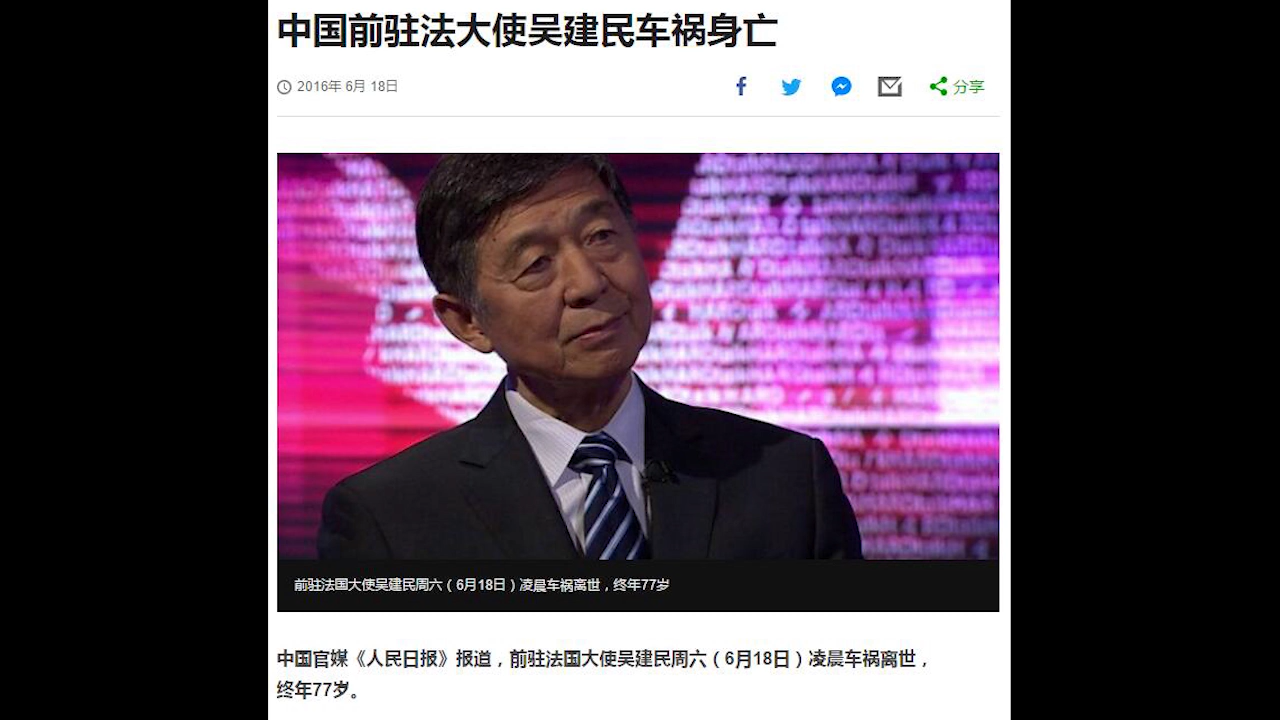 中国前驻法大使吴建民车祸身亡
2016年 6月 18日
分享
前驻法国大使吴建民周六（6月18日）凌晨车祸离世，终年77岁
中国官媒《人民日报》报道，前驻法国大使吴建民周六（6月18日）凌晨车祸离世，
终年77岁。